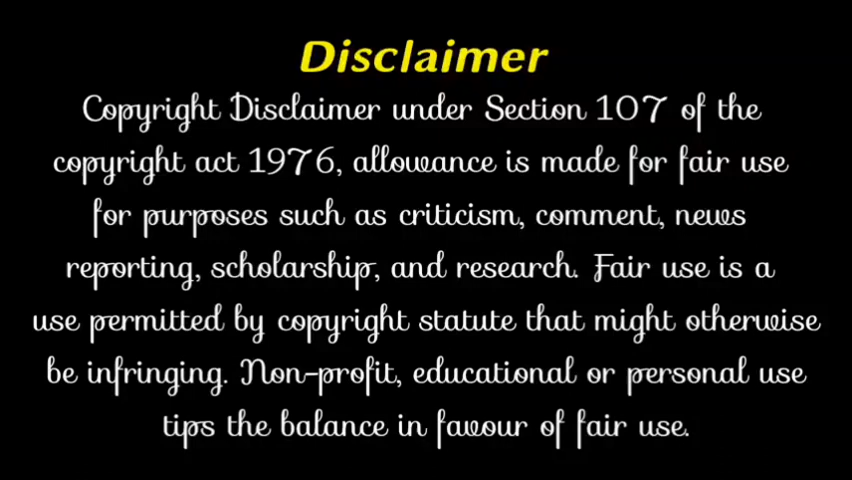 Disclaimer
Copyright Disclaimer under Section 107 of the
copyright act 1976, allowance is made for fair use
for purposes such as criticism, comment, news
reporting, scholarship, and research. Fair use is a
use permitted by copyright statute that might otherwise
be infringing. Non-profit, educational or personal use
tips the balance in favour of fair use.